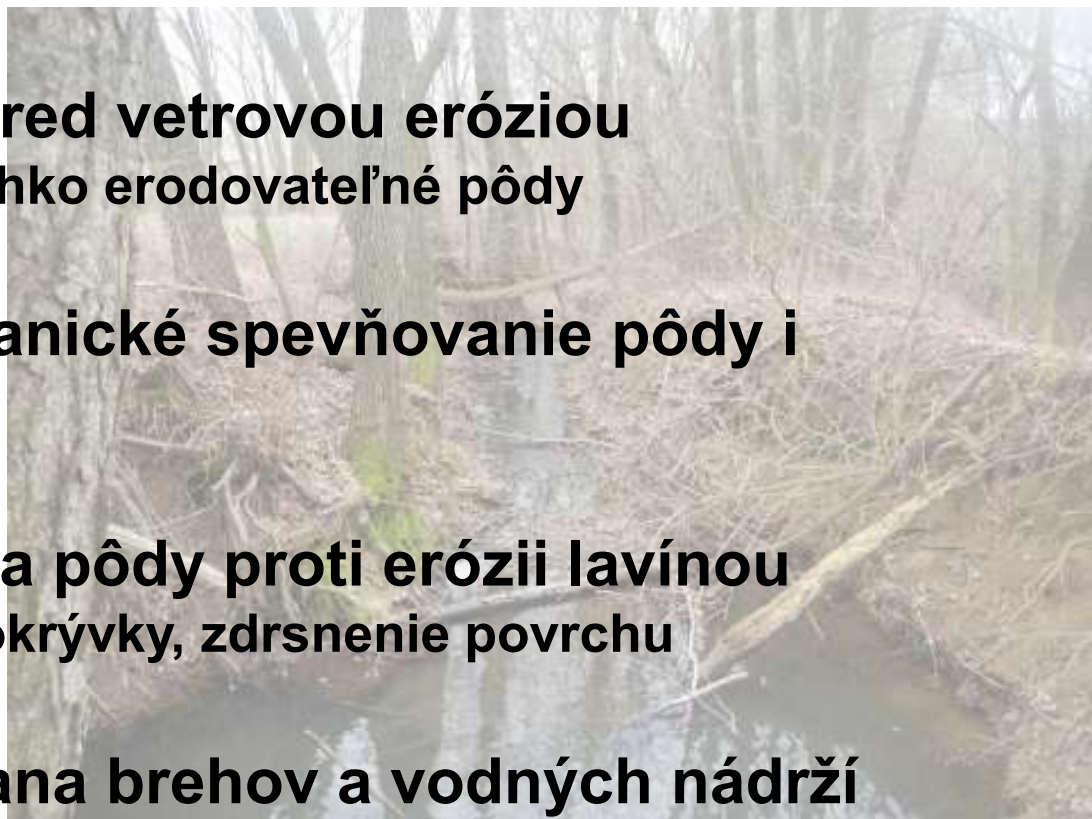 red vetrovou eróziou
hko erodovateľné pôdy
anické spevňovanie pôdy i
a pôdy proti erózii lavínou
okrývky, zdrsnenie povrchu
ana brehov a vodných nádrží